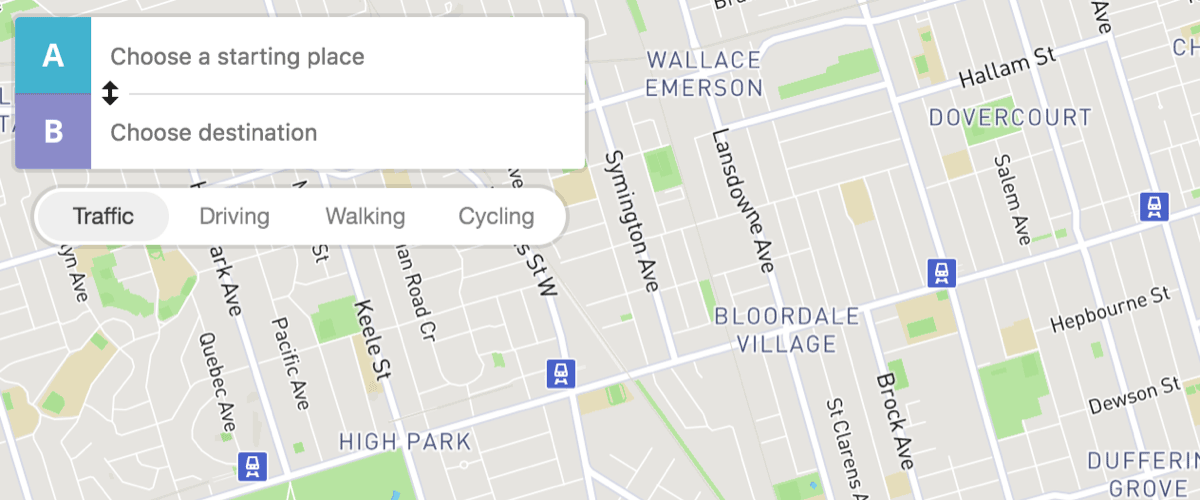 A
Choose a starting place
B
Choose destination
Traffic
Driving
Walking
Cycling
WALLACE
EMERSON
Hallam St
Ave
DOVERCOURT
Symington Ave
Lansdowne Ave
Salem Ave
ark Ave
St
Keele St
BLOORDALE
VILLAGE
Hepbourne St
Quebec Ave
Pacific Ave
Brock Ave
St Clarens A
Dewson St
HIGH PARK
DUFFERIN
GROVE